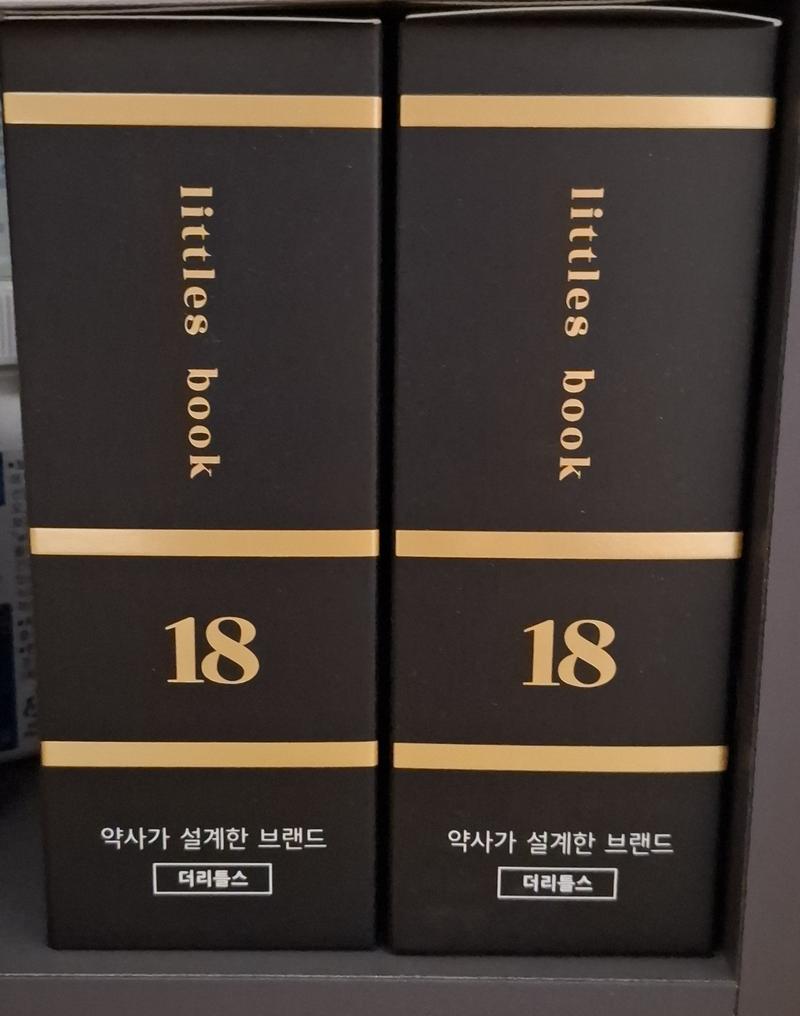 littles book
18
약사가 설계한 브랜드
더리틀스
littles book
18
약사가 설계한 브랜드
더리틀스